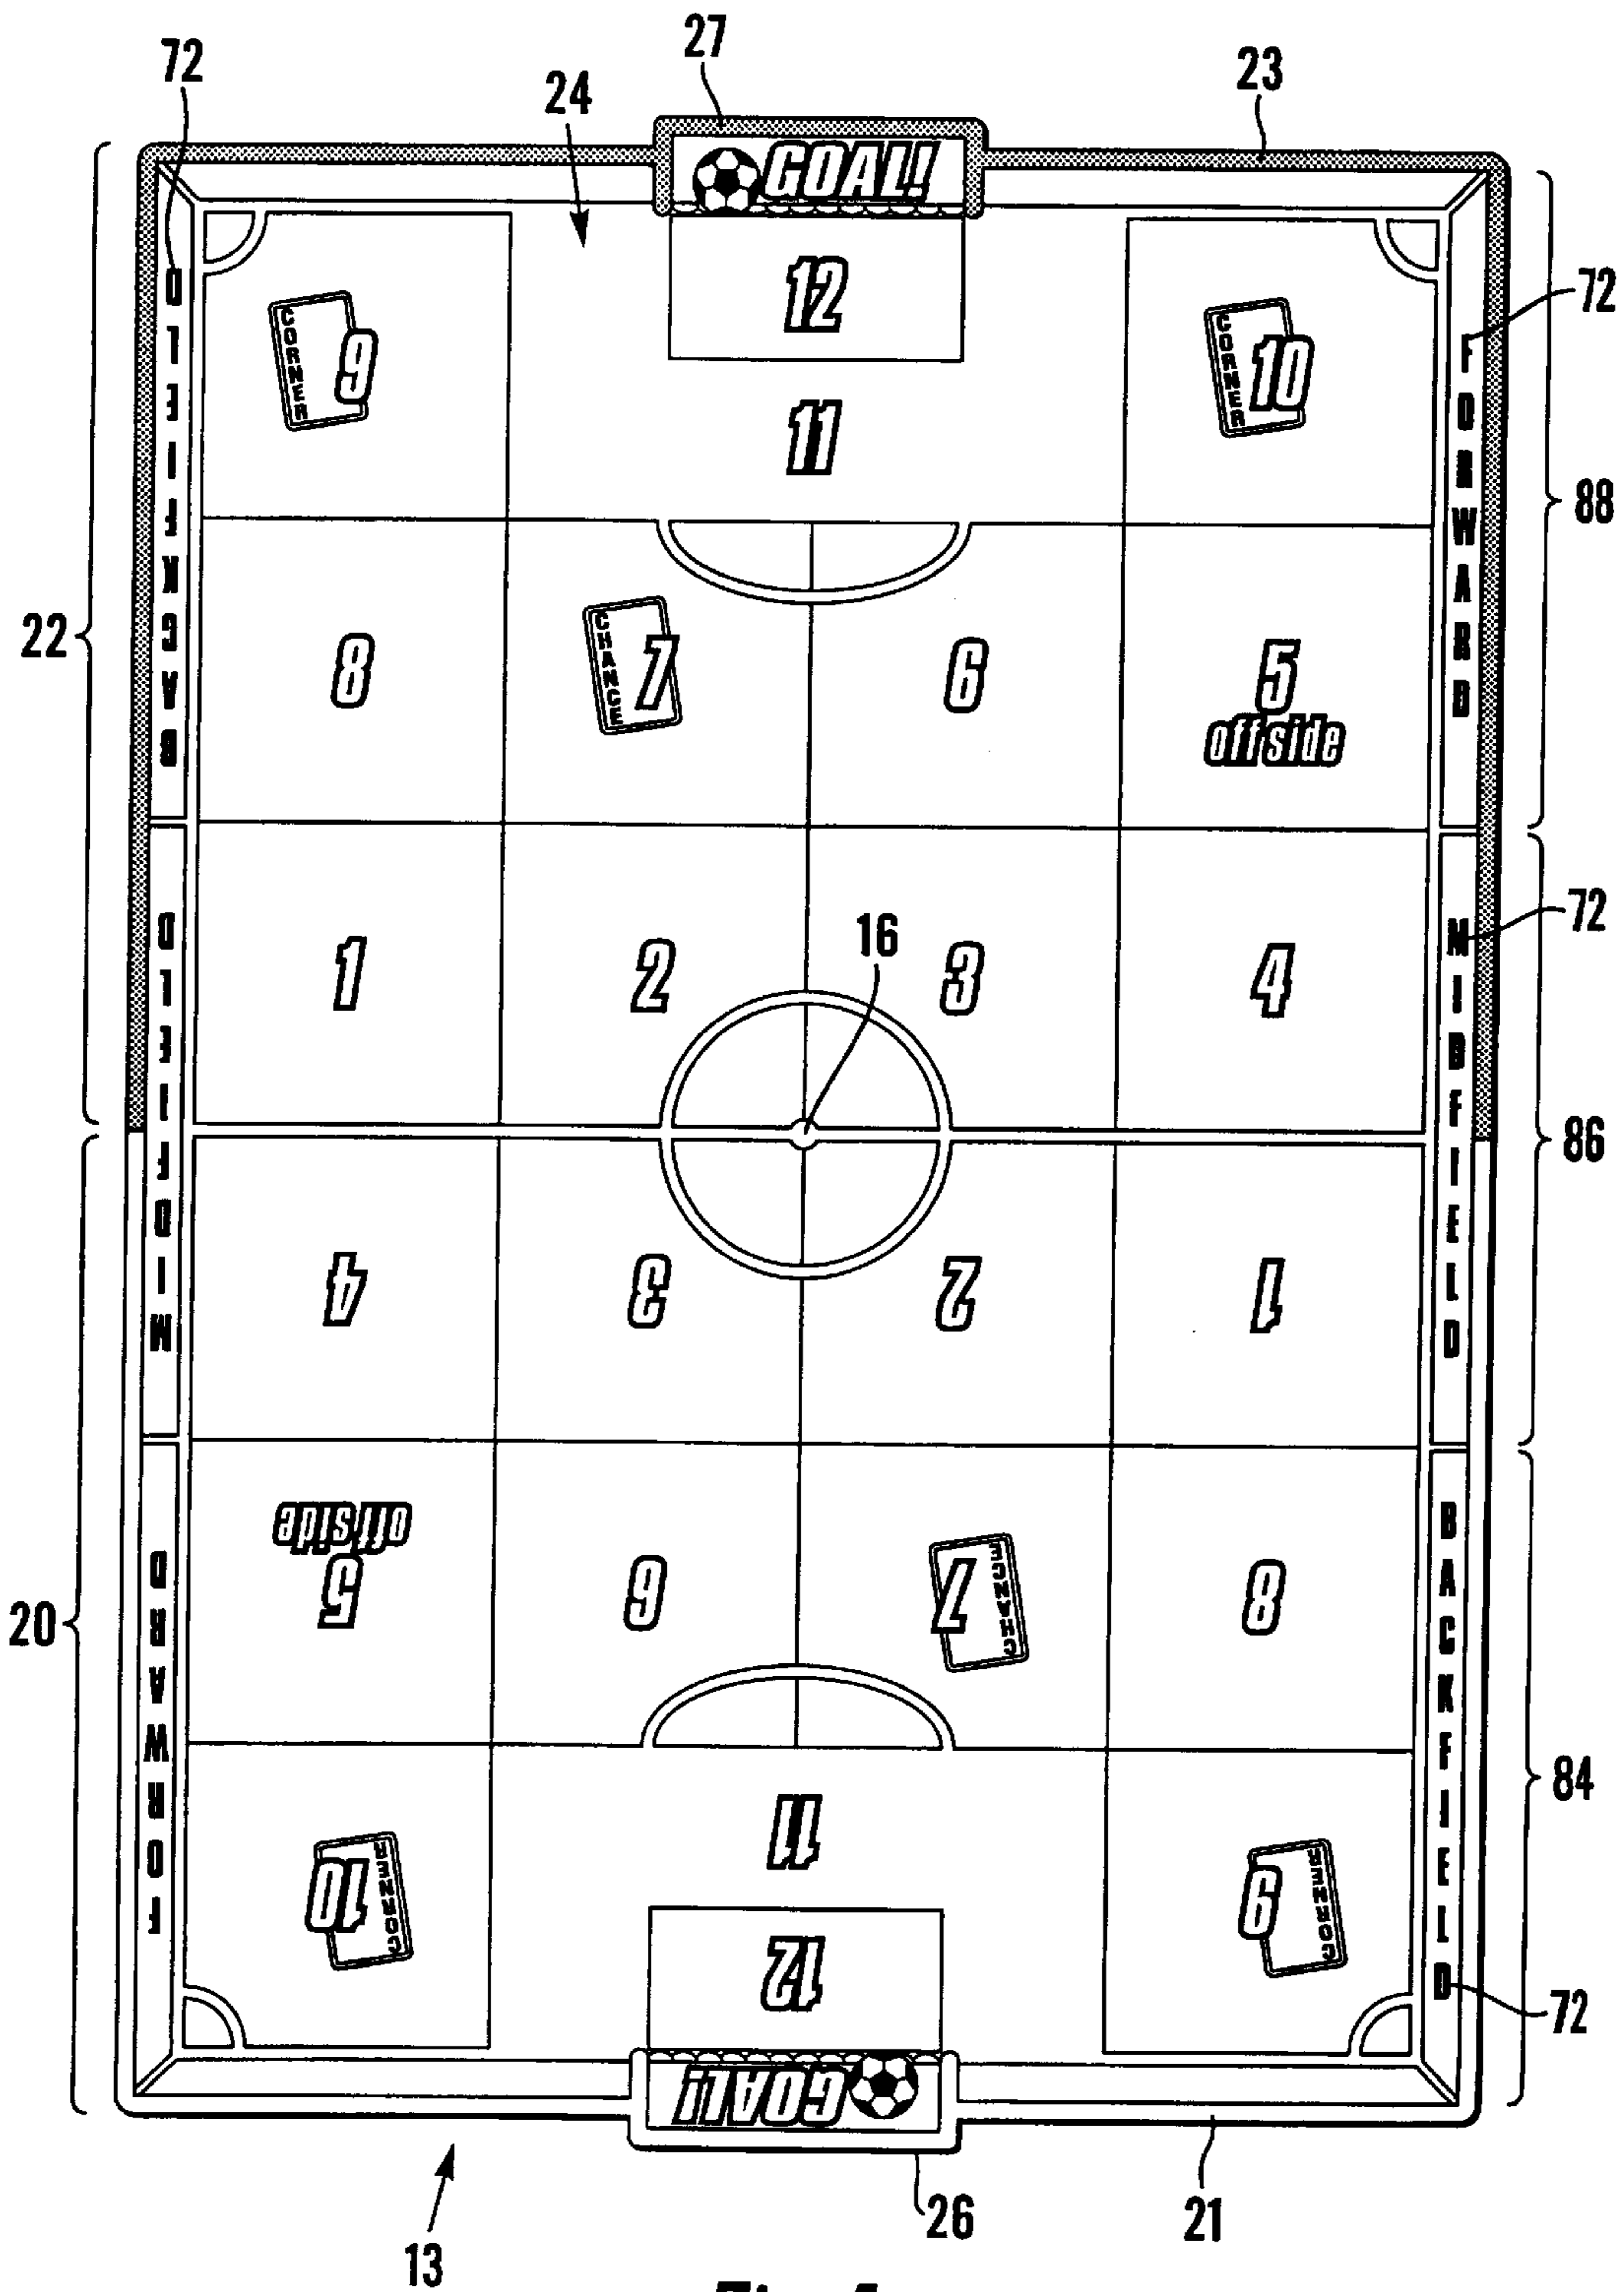 27
72
24
23
GOAL!
12
72
CORNER
9
CORNER
10
11
FORWARD
BACKFIELD
88
22
8
CHANCE
7
6
5
offside
72
16
1
2
3
4
MIDFIELD
MIDFIELD
86
4
3
2
1
offside
5
6
7
CHANCE
8
BACKFIELD
FORWARD
20
84
11
10
CORNER
9
CORNER
12
72
GOAL!
21
26
13